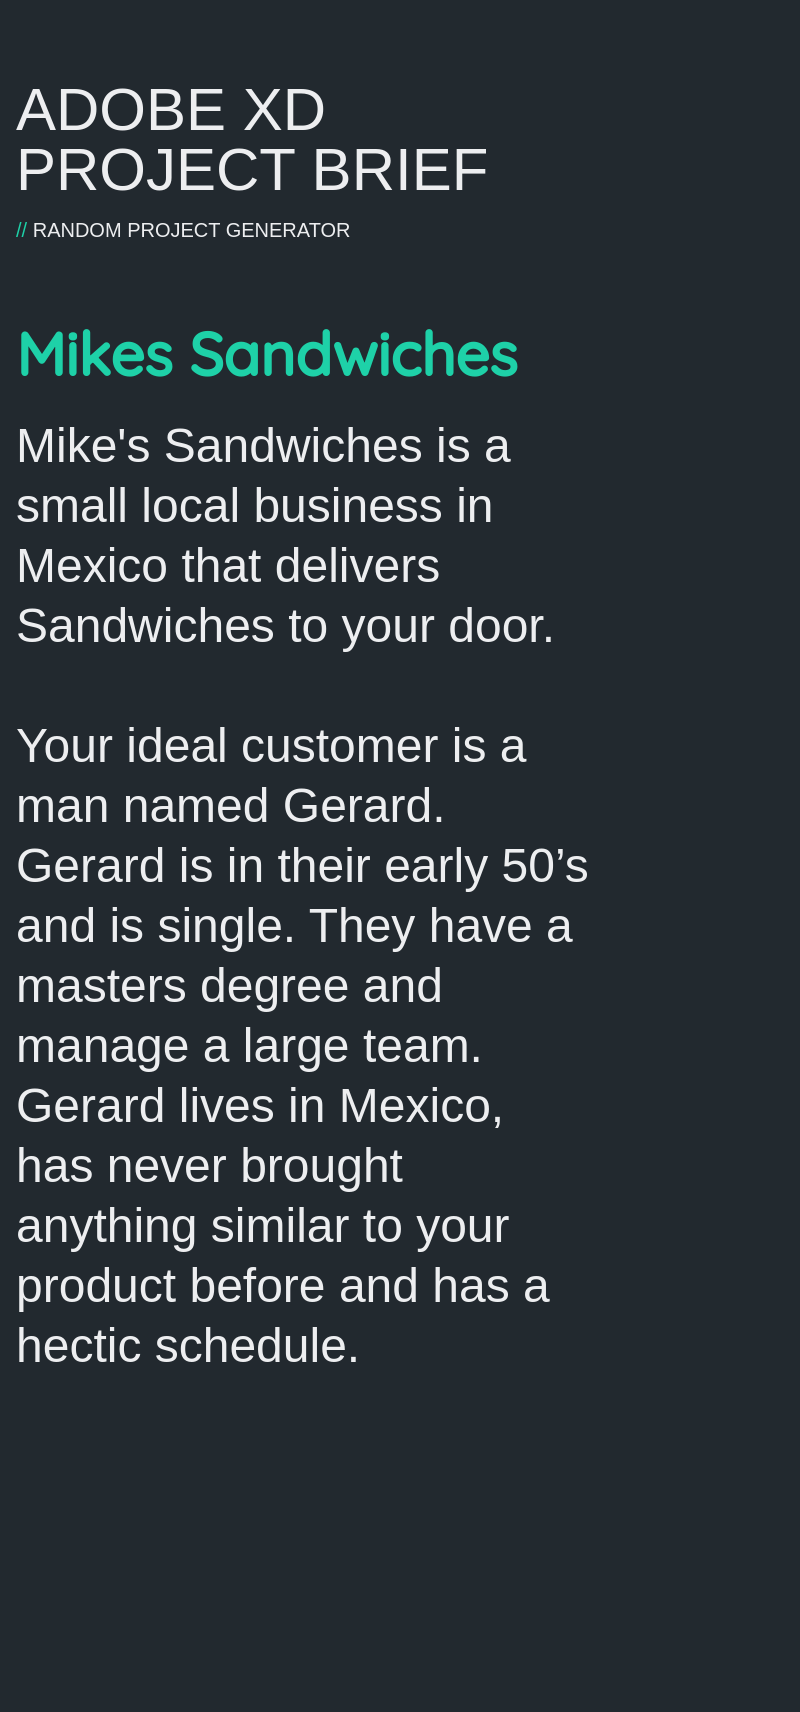 ADOBE XD
PROJECT BRIEF
// RANDOM PROJECT GENERATOR
Mikes Sandwiches
Mike's Sandwiches is a
small local business in
Mexico that delivers
Sandwiches to your door.
Your ideal customer is a
man named Gerard.
Gerard is in their early 50’s
and is single. They have a
masters degree and
manage a large team.
Gerard lives in Mexico,
has never brought
anything similar to your
product before and has a
hectic schedule.